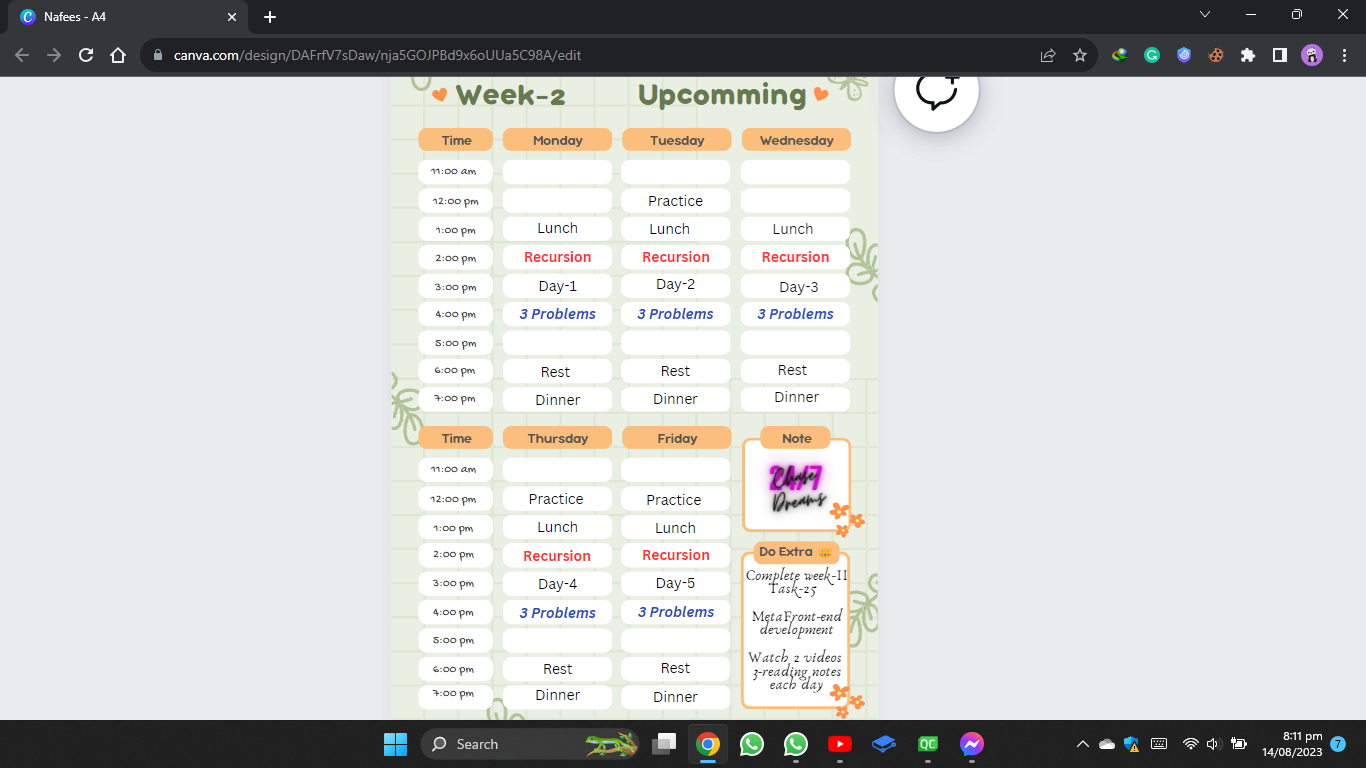 Nafees - A4
canva.com/design/DAFrfV7sDaw/nja5GOJPBd9x6oUUa5C98A/edit
Week-2 Upcomming
Time Monday Tuesday Wednesday
11:00 am
12:00 pm Practice
1:00 pm Lunch Lunch Lunch
2:00 pm Recursion Recursion Recursion
3:00 pm Day-1 Day-2 Day-3
4:00 pm 3 Problems 3 Problems 3 Problems
5:00 pm
6:00 pm Rest Rest Rest
7:00 pm Dinner Dinner Dinner
Time Thursday Friday
11:00 am
12:00 pm Practice Practice
1:00 pm Lunch Lunch
2:00 pm Recursion Recursion
3:00 pm Day-4 Day-5
4:00 pm 3 Problems 3 Problems
5:00 pm
6:00 pm Rest Rest
7:00 pm Dinner Dinner
Note
24/7
Chase
Dreams
Do Extra
Complete week-II
Task-25
MetaFront-end
development
Watch 2 videos
3-reading notes
each day
Search
QC
8:11 pm
14/08/2023
7